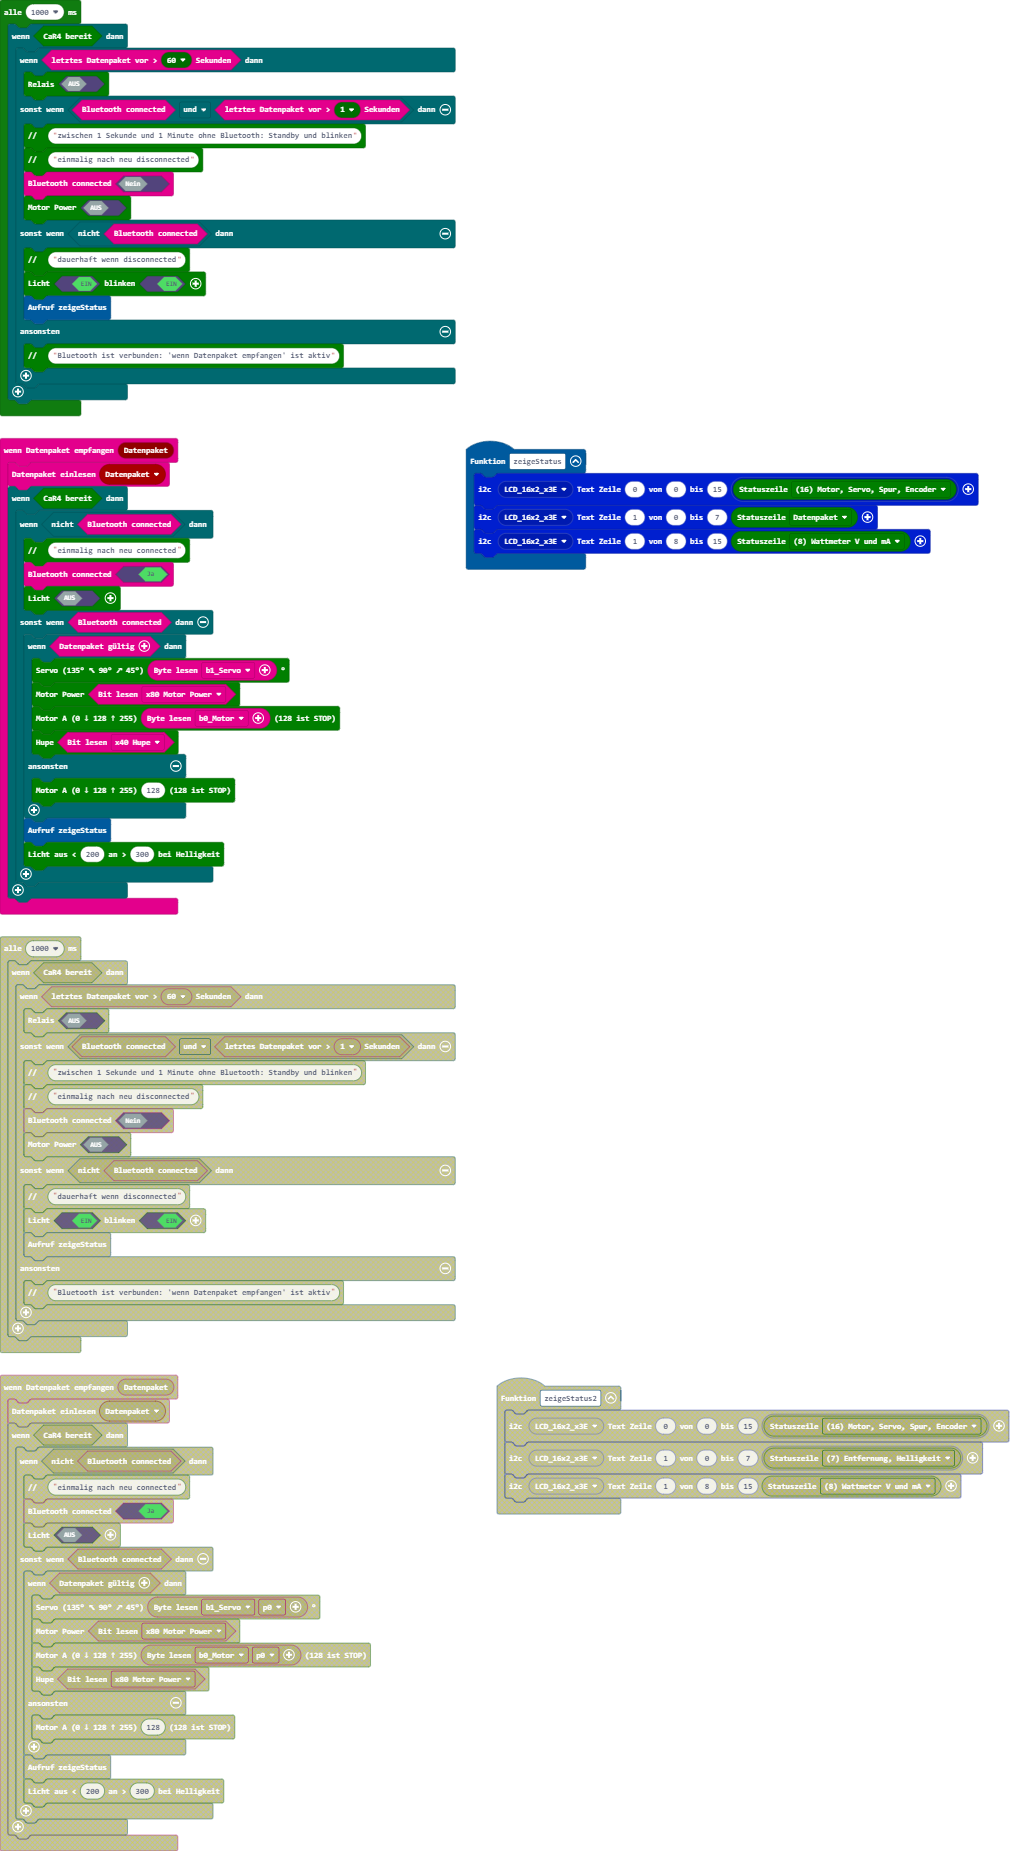 alle 1000 ms
wenn CaR4 bereit dann
wenn letztes Datenpaket vor > 60 Sekunden dann
Relais AUS
sonst wenn Bluetooth connected und letztes Datenpaket vor > 1 Sekunden dann
// "zwischen 1 Sekunde und 1 Minute ohne Bluetooth: Standby und blinken"
// "einmalig nach neu disconnected"
Bluetooth connected Nein
Motor Power AUS
sonst wenn nicht Bluetooth connected dann
// "dauerhaft wenn disconnected"
Licht EIN blinken EIN
Aufruf zeigeStatus
ansonsten
// "Bluetooth ist verbunden: 'wenn Datenpaket empfangen' ist aktiv"
wenn Datenpaket empfangen Datenpaket
Datenpaket einlesen Datenpaket
wenn CaR4 bereit dann
wenn nicht Bluetooth connected dann
// "einmalig nach neu connected"
Bluetooth connected Ja
Licht AUS
sonst wenn Bluetooth connected dann
wenn Datenpaket gültig dann
Servo (135° ↖ 90° ↗ 45°) Byte lesen b1_Servo °
Motor Power Bit lesen x80 Motor Power
Motor A (0 ↓ 128 ↑ 255) Byte lesen b0_Motor (128 ist STOP)
Hupe Bit lesen x40 Hupe
ansonsten
Motor A (0 ↓ 128 ↑ 255) 128 (128 ist STOP)
Aufruf zeigeStatus
Licht aus < 200 an > 300 bei Helligkeit
Funktion zeigeStatus
i2c LCD_16x2_x3E Text Zeile 0 von 0 bis 15 Statuszeile (16) Motor, Servo, Spur, Encoder
i2c LCD_16x2_x3E Text Zeile 1 von 0 bis 7 Statuszeile Datenpaket
i2c LCD_16x2_x3E Text Zeile 1 von 8 bis 15 Statuszeile (8) Wattmeter V und mA
alle 1000 ms
wenn CaR4 bereit dann
wenn letztes Datenpaket vor > 60 Sekunden dann
Relais AUS
sonst wenn Bluetooth connected und letztes Datenpaket vor > 1 Sekunden dann
// "zwischen 1 Sekunde und 1 Minute ohne Bluetooth: Standby und blinken"
// "einmalig nach neu disconnected"
Bluetooth connected Nein
Motor Power AUS
sonst wenn nicht Bluetooth connected dann
// "dauerhaft wenn disconnected"
Licht EIN blinken EIN
Aufruf zeigeStatus
ansonsten
// "Bluetooth ist verbunden: 'wenn Datenpaket empfangen' ist aktiv"
wenn Datenpaket empfangen Datenpaket
Datenpaket einlesen Datenpaket
wenn CaR4 bereit dann
wenn nicht Bluetooth connected dann
// "einmalig nach neu connected"
Bluetooth connected Ja
Licht AUS
sonst wenn Bluetooth connected dann
wenn Datenpaket gültig dann
Servo (135° ↖ 90° ↗ 45°) Byte lesen b1_Servo p0 °
Motor Power Bit lesen x80 Motor Power
Motor A (0 ↓ 128 ↑ 255) Byte lesen b0_Motor p0 (128 ist STOP)
Hupe Bit lesen x80 Motor Power
ansonsten
Motor A (0 ↓ 128 ↑ 255) 128 (128 ist STOP)
Aufruf zeigeStatus
Licht aus < 200 an > 300 bei Helligkeit
Funktion zeigeStatus2
i2c LCD_16x2_x3E Text Zeile 0 von 0 bis 15 Statuszeile (16) Motor, Servo, Spur, Encoder
i2c LCD_16x2_x3E Text Zeile 1 von 0 bis 7 Statuszeile (7) Entfernung, Helligkeit
i2c LCD_16x2_x3E Text Zeile 1 von 8 bis 15 Statuszeile (8) Wattmeter V und mA